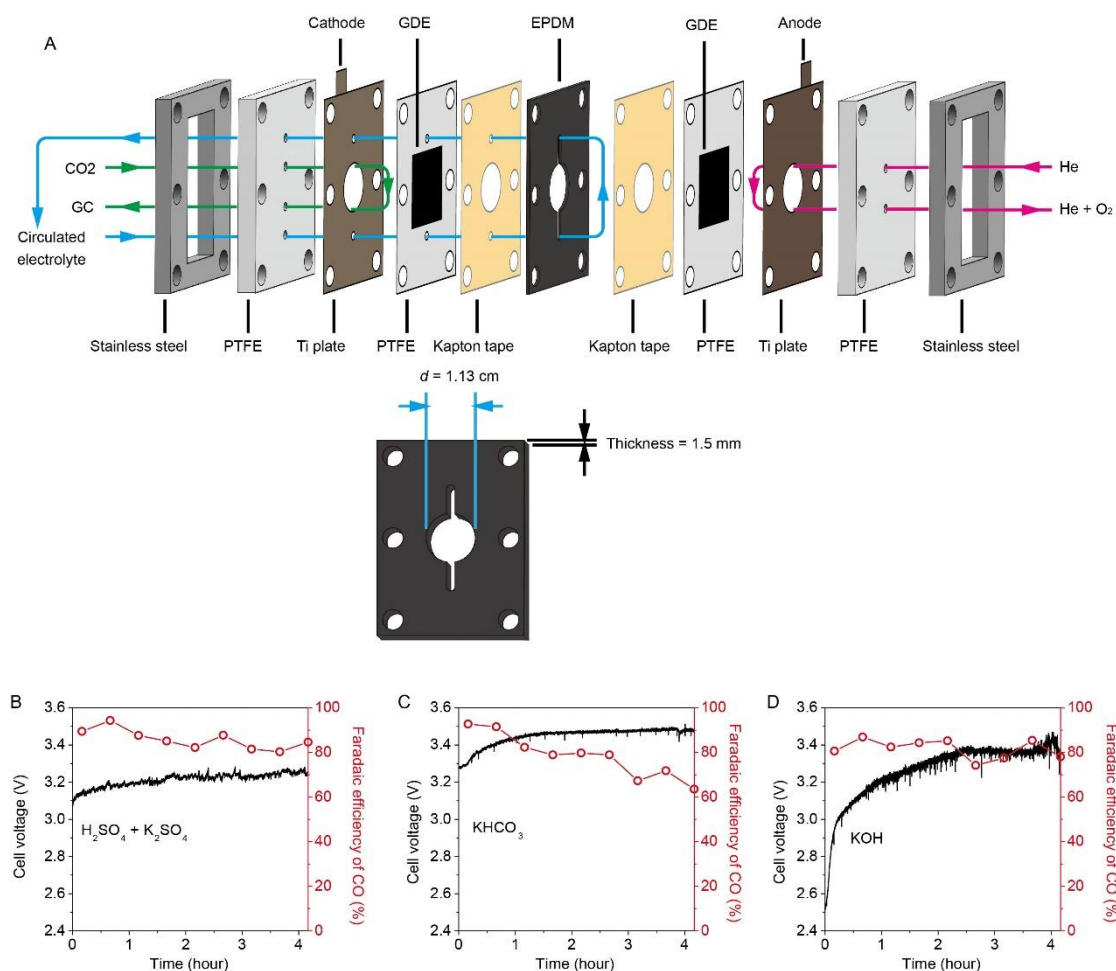 A
Cathode
GDE
EPDM
GDE
Anode
CO2
GC
Circulated
electrolyte
He
He + O₂
Stainless steel
PTFE
Ti plate
PTFE
Kapton tape
Kapton tape
PTFE
Ti plate
PTFE
Stainless steel
d = 1.13 cm
Thickness = 1.5 mm
B
3.6
3.4
3.2
3.0
2.8
2.6
2.4
Cell voltage (V)
H₂SO₄ + K₂SO₄
100
80
60
40
20
0
Faradaic efficiency of CO (%)
0
1
2
3
4
Time (hour)
C
3.6
3.4
3.2
3.0
2.8
2.6
2.4
Cell voltage (V)
KHCO₃
100
80
60
40
20
0
Faradaic efficiency of CO (%)
0
1
2
3
4
Time (hour)
D
3.6
3.4
3.2
3.0
2.8
2.6
2.4
Cell voltage (V)
KOH
100
80
60
40
20
0
Faradaic efficiency of CO (%)
0
1
2
3
4
Time (hour)